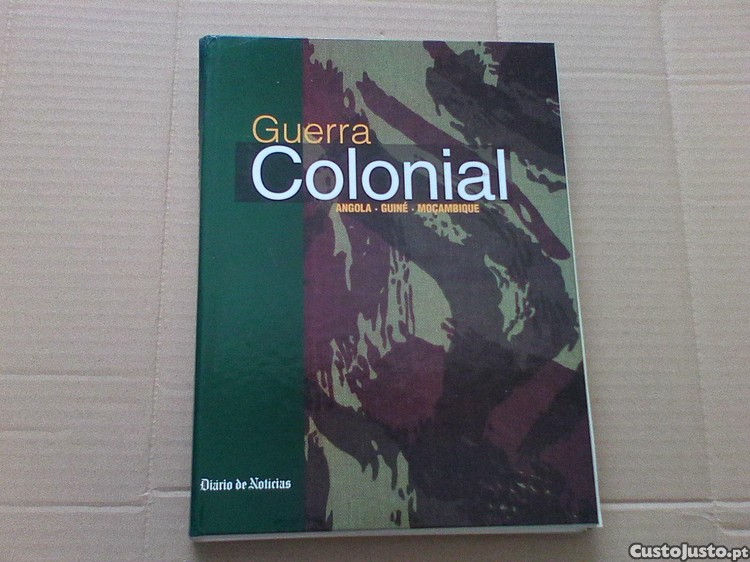 Guerra
Colonial
ANGOLA · GUINÉ · MOÇAMBIQUE
Diário de Notícias
CustoJusto.pt